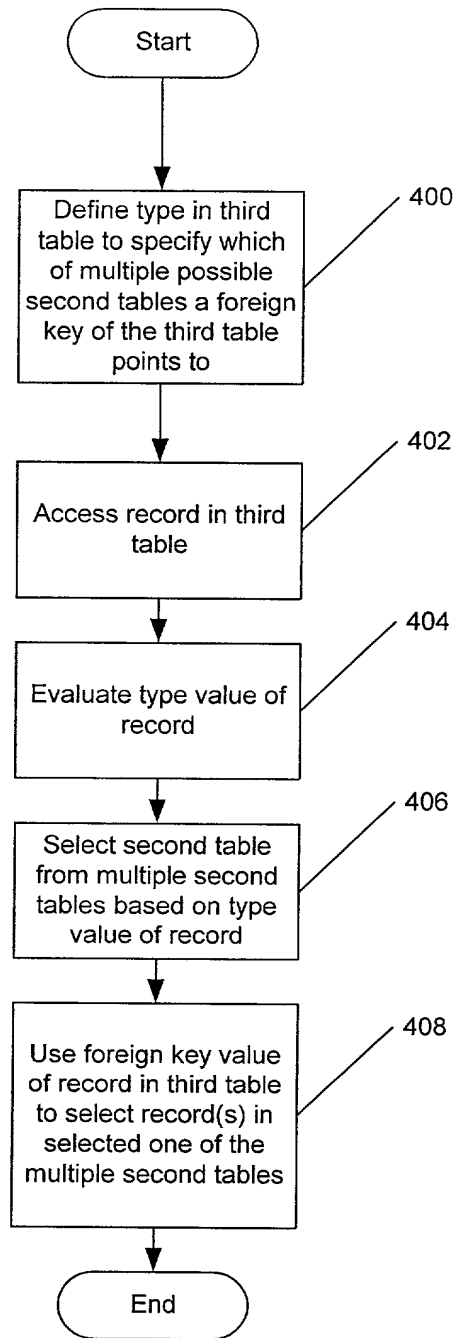 Start
Define type in third
table to specify which
of multiple possible
second tables a foreign
key of the third table
points to
400
Access record in third
table
402
Evaluate type value of
record
404
Select second table
from multiple second
tables based on type
value of record
406
Use foreign key value
of record in third table
to select record(s) in
selected one of the
multiple second tables
408
End